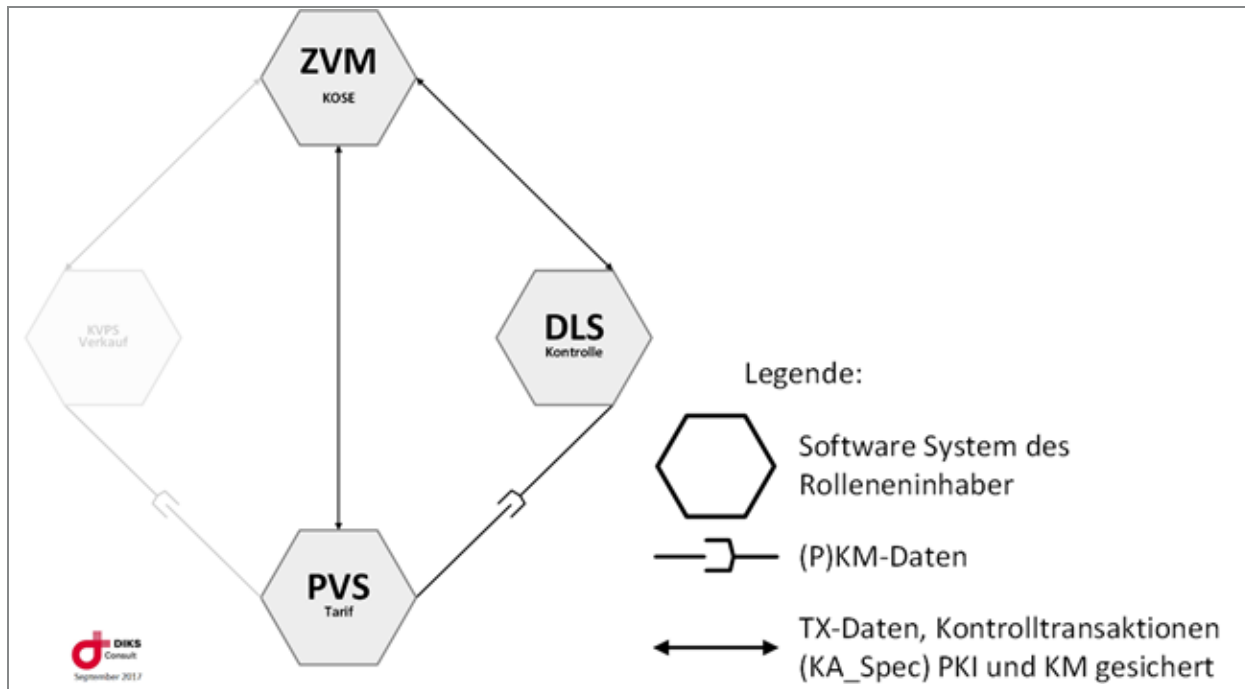 ZVM
KOSE
KVPS
Verkauf
DLS
Kontrolle
PVS
Tarif
Legende:
Software System des
Rolleneinhaber
(P)KM-Daten
TX-Daten, Kontrolltransaktionen
(KA_Spec) PKI und KM gesichert
DIKS
Consult
September 2017